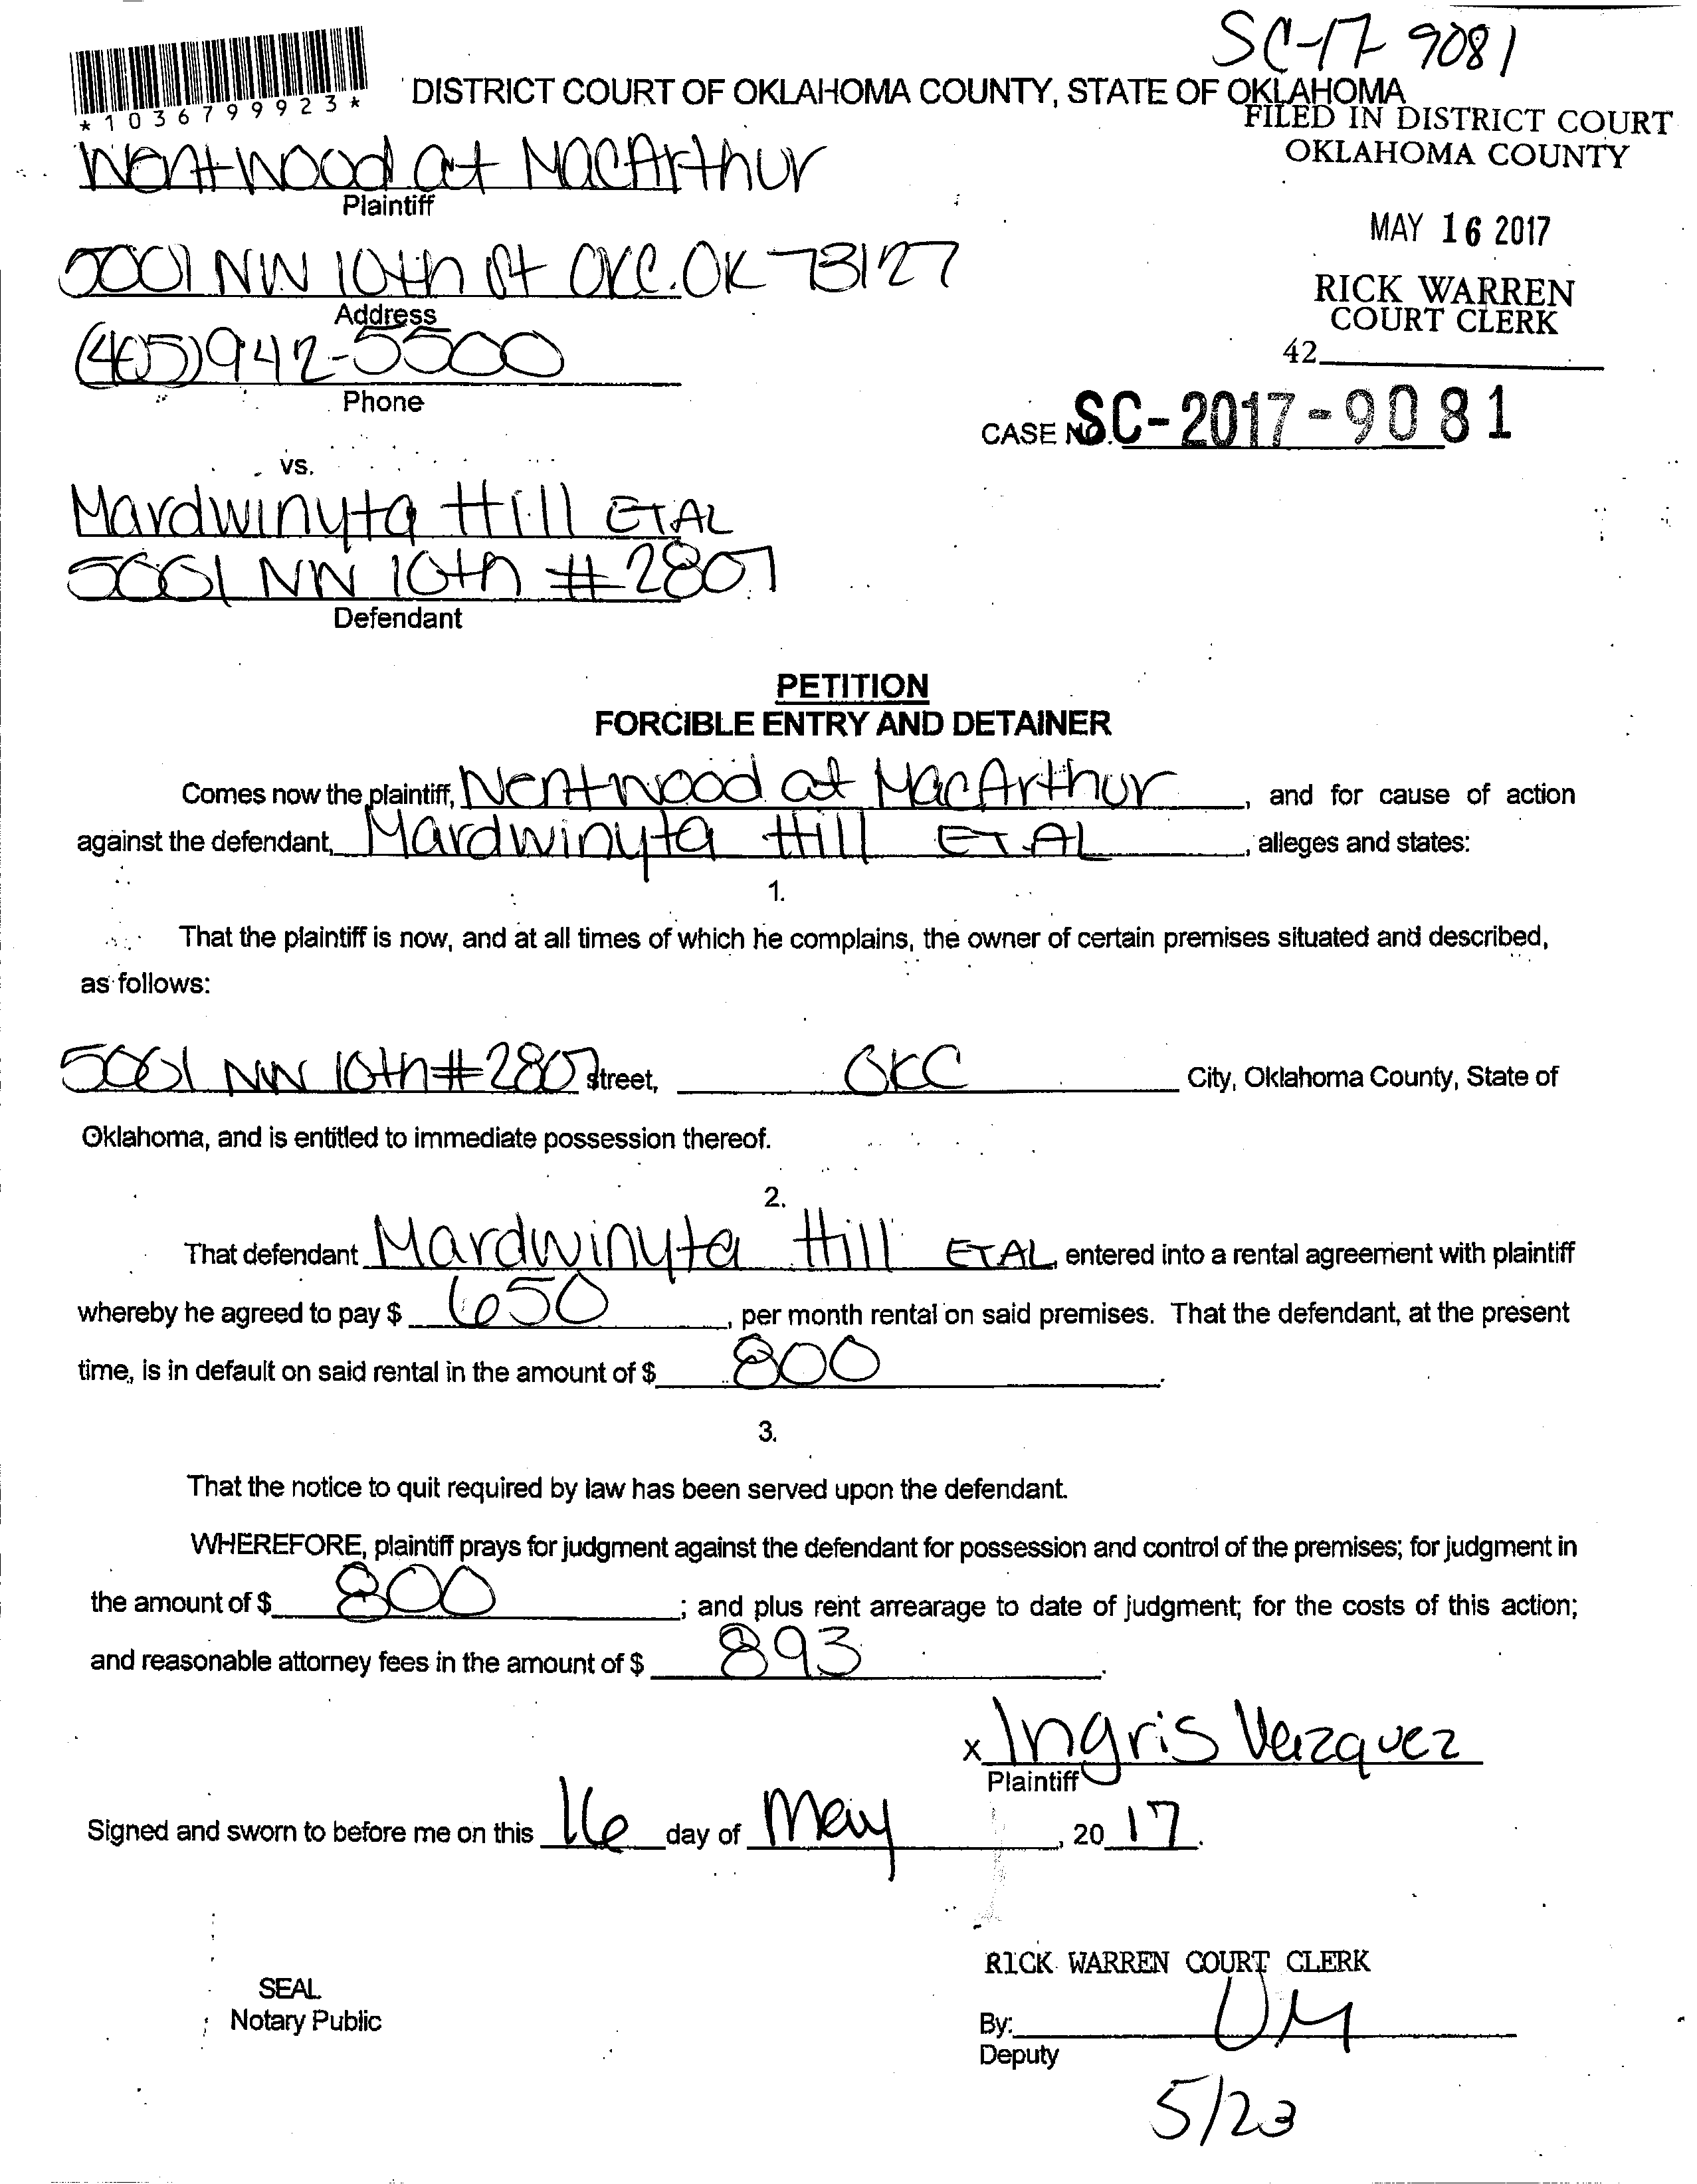 SC-17-9081
*1036799923*
DISTRICT COURT OF OKLAHOMA COUNTY, STATE OF OKLAHOMA
FILED IN DISTRICT COURT
OKLAHOMA COUNTY
Wentwood at MacArthur
Plaintiff
MAY 16 2017
5001 NW 10th St OKC.OK 73127
Address
RICK WARREN
COURT CLERK
(405)942-5500
42
Phone
CASE NO. SC-2017-9081
vs.
Mardwinyta Hill ETAL
5001 NW 10th #2807
Defendant
PETITION
FORCIBLE ENTRY AND DETAINER
Comes now the plaintiff, Wentwood at MacArthur, and for cause of action
against the defendant, Mardwinyta Hill ETAL, alleges and states:
1.
That the plaintiff is now, and at all times of which he complains, the owner of certain premises situated and described,
as follows:
5001 NW 10th #2807 Street, OKC City, Oklahoma County, State of
Oklahoma, and is entitled to immediate possession thereof.
2.
That defendant Mardwinyta Hill ETAL, entered into a rental agreement with plaintiff
whereby he agreed to pay $ 650, per month rental on said premises. That the defendant, at the present
time, is in default on said rental in the amount of $ 800.
3.
That the notice to quit required by law has been served upon the defendant.
WHEREFORE, plaintiff prays for judgment against the defendant for possession and control of the premises; for judgment in
the amount of $ 800; and plus rent arrearage to date of judgment; for the costs of this action;
and reasonable attorney fees in the amount of $ 893.
x Ingris Vazquez
Plaintiff
Signed and sworn to before me on this 16 day of May, 20 17.
RICK WARREN COURT CLERK
SEAL
Notary Public
By:
Deputy
5/23